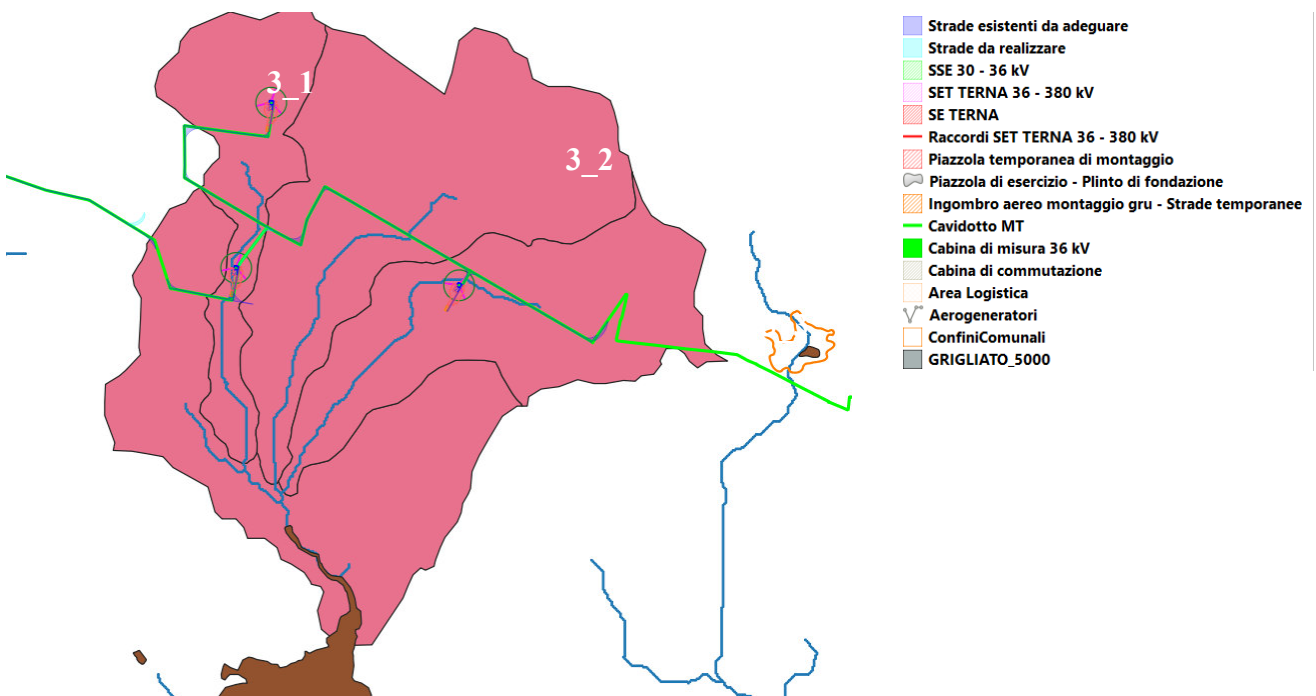 3_1
3_2
3
3
3
Strade esistenti da adeguare
Strade da realizzare
SSE 30 - 36 kV
SET TERNA 36 - 380 kV
SE TERNA
Raccordi SET TERNA 36 - 380 kV
Piazzola temporanea di montaggio
Piazzola di esercizio - Plinto di fondazione
Ingombro aereo montaggio gru - Strade temporanee
Cavidotto MT
Cabina di misura 36 kV
Cabina di commutazione
Area Logistica
Aerogeneratori
ConfiniComunali
GRIGLIATO_5000